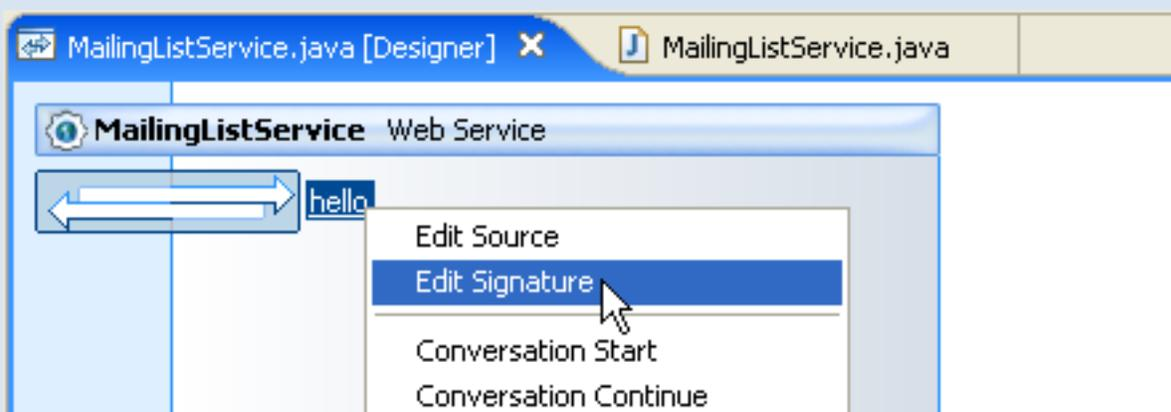 MailingListService.java [Designer] MailingListService.java
MailingListService Web Service
hello
Edit Source
Edit Signature
Conversation Start
Conversation Continue